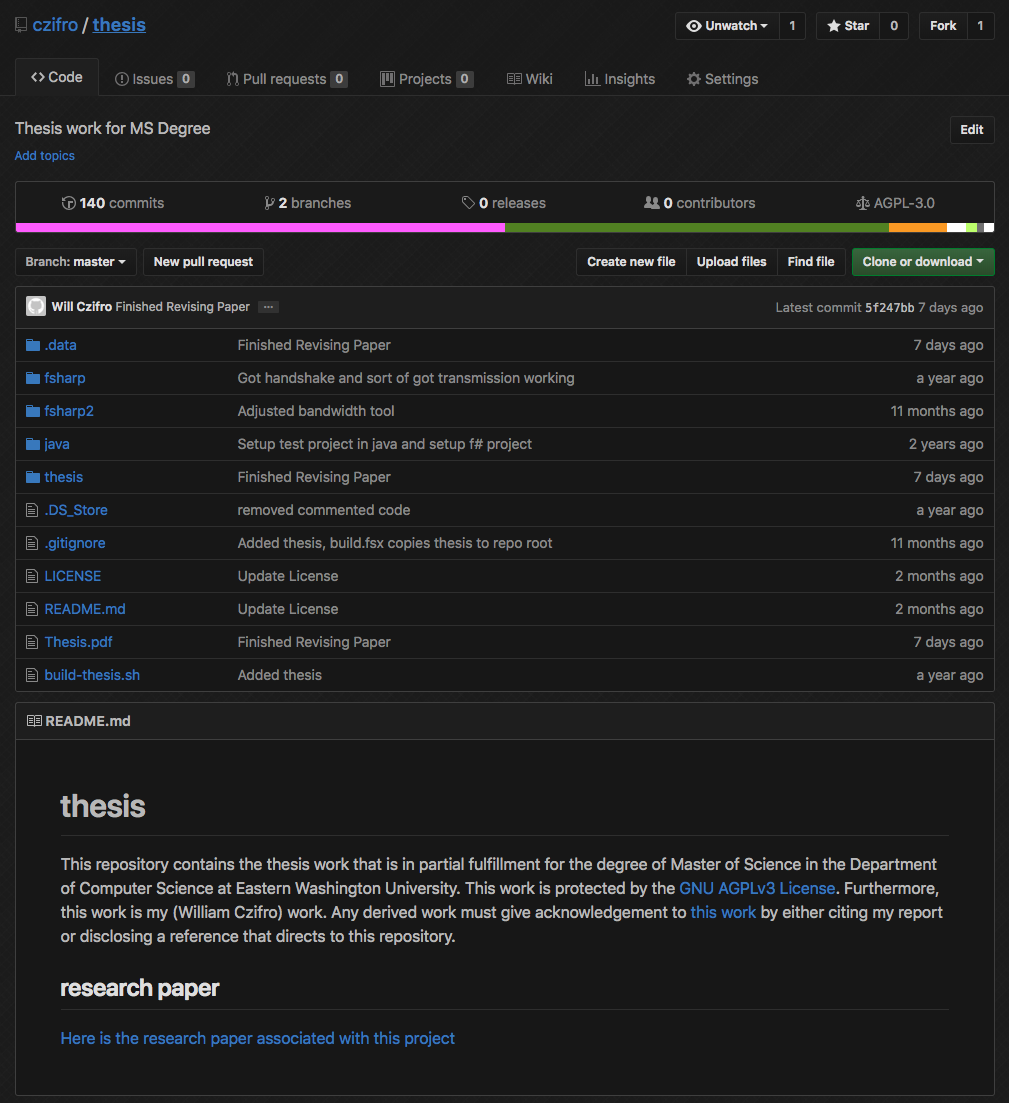 czifro / thesis
Unwatch 1 Star 0 Fork 1
Code Issues 0 Pull requests 0 Projects 0 Wiki Insights Settings
Thesis work for MS Degree
Edit
Add topics
140 commits 2 branches 0 releases 0 contributors AGPL-3.0
Branch: master New pull request Create new file Upload files Find file Clone or download
Will Czifro Finished Revising Paper ... Latest commit 5f247bb 7 days ago
.data Finished Revising Paper 7 days ago
fsharp Got handshake and sort of got transmission working a year ago
fsharp2 Adjusted bandwidth tool 11 months ago
java Setup test project in java and setup f# project 2 years ago
thesis Finished Revising Paper 7 days ago
.DS_Store removed commented code a year ago
.gitignore Added thesis, build.fsx copies thesis to repo root 11 months ago
LICENSE Update License 2 months ago
README.md Update License 2 months ago
Thesis.pdf Finished Revising Paper 7 days ago
build-thesis.sh Added thesis a year ago
README.md
thesis
This repository contains the thesis work that is in partial fulfillment for the degree of Master of Science in the Department
of Computer Science at Eastern Washington University. This work is protected by the GNU AGPLv3 License. Furthermore,
this work is my (William Czifro) work. Any derived work must give acknowledgement to this work by either citing my report
or disclosing a reference that directs to this repository.
research paper
Here is the research paper associated with this project